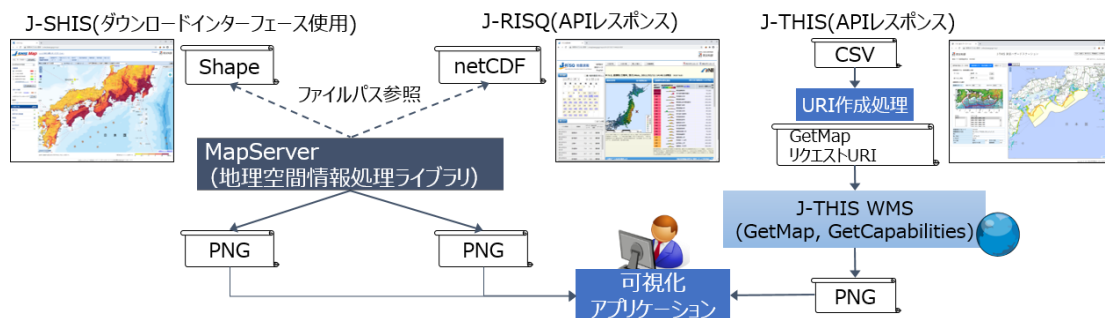 J-SHIS(ダウンロードインターフェース使用)
J-RISQ(APIレスポンス)
J-THIS(APIレスポンス)
Shape
netCDF
CSV
ファイルパス参照
URI作成処理
GetMap
リクエストURI
MapServer
(地理空間情報処理ライブラリ)
J-THIS WMS
(GetMap, GetCapabilities)
PNG
PNG
可視化
アプリケーション
PNG